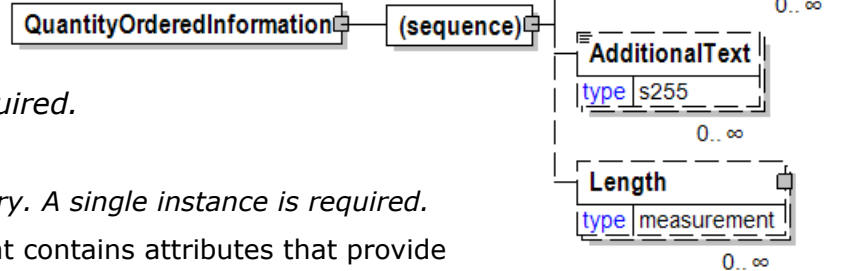 0.. ∞
QuantityOrderedInformation
(sequence)
AdditionalText
type s255
uired.
0.. ∞
Length
ry. A single instance is required.
type measurement
t contains attributes that provide
0.. ∞